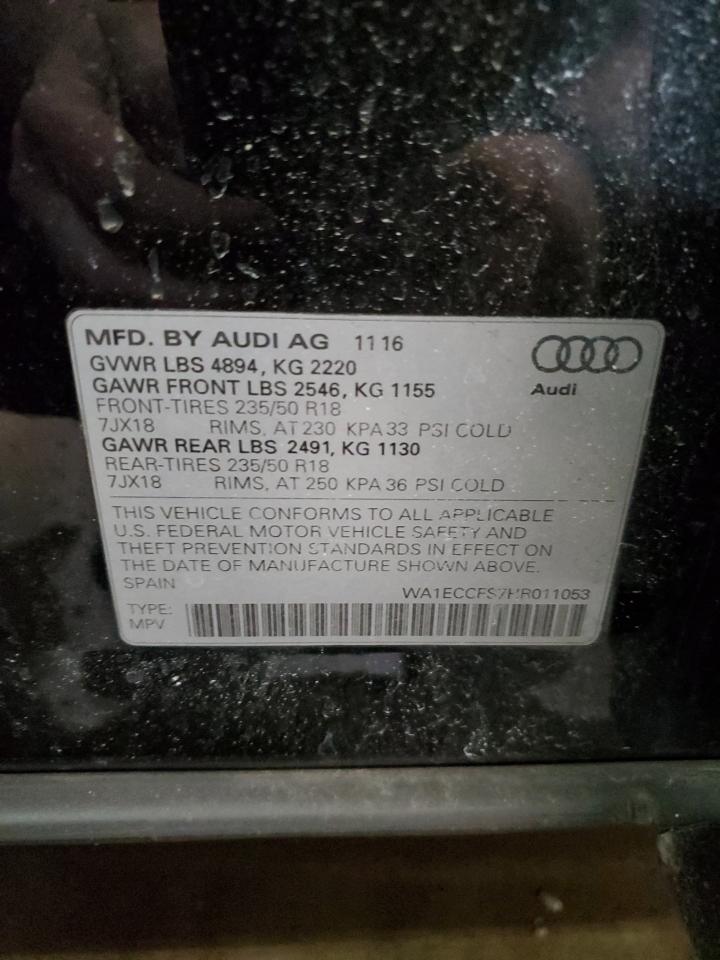 MFD. BY AUDI AG 11 16
GVWR LBS 4894, KG 2220
GAWR FRONT LBS 2546, KG 1155
FRONT-TIRES 235/50 R18
7JX18 RIMS, AT 230 KPA 33 PSI COLD
GAWR REAR LBS 2491, KG 1130
REAR-TIRES 235/50 R18
7JX18 RIMS, AT 250 KPA 36 PSI COLD
Audi
THIS VEHICLE CONFORMS TO ALL APPLICABLE
U.S. FEDERAL MOTOR VEHICLE SAFETY AND
THEFT PREVENTION STANDARDS IN EFFECT ON
THE DATE OF MANUFACTURE SHOWN ABOVE.
SPAIN
WA1ECCFS7HR011053
TYPE:
MPV